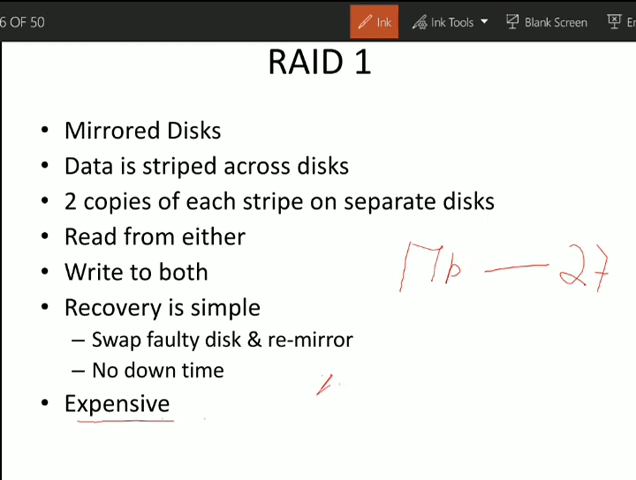 6 OF 50 Ink Ink Tools Blank Screen
RAID 1
• Mirrored Disks
• Data is striped across disks
• 2 copies of each stripe on separate disks
• Read from either
• Write to both
• Recovery is simple
– Swap faulty disk & re-mirror
– No down time
• Expensive